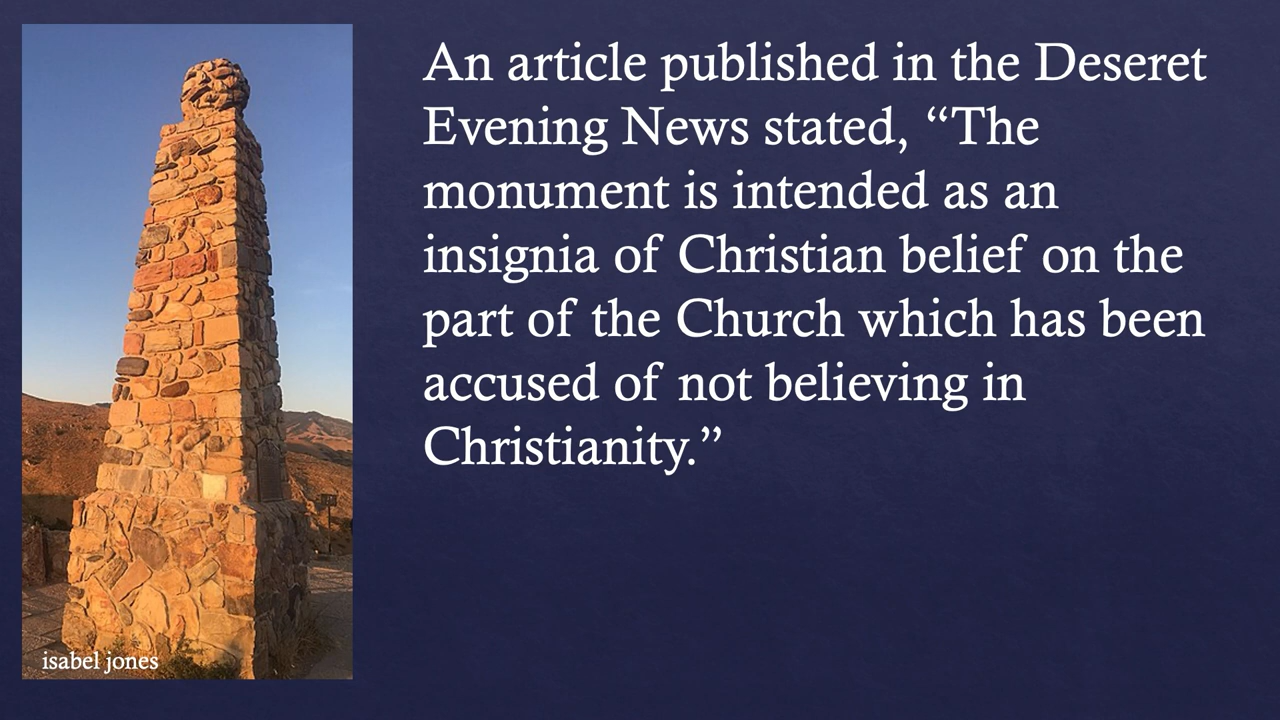 An article published in the Deseret
Evening News stated, “The
monument is intended as an
insignia of Christian belief on the
part of the Church which has been
accused of not believing in
Christianity.”
isabel jones